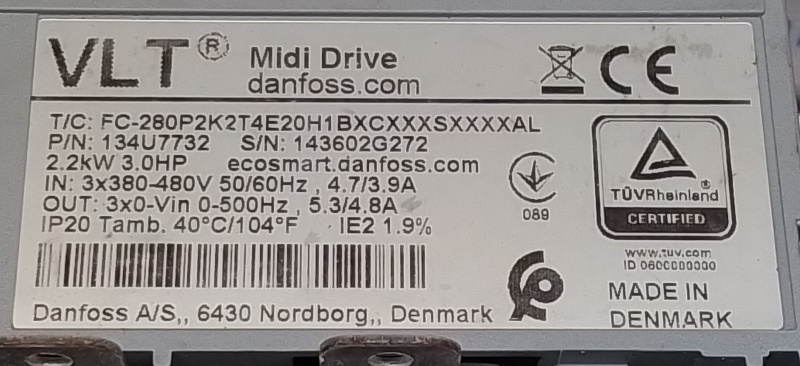 VLT® Midi Drive
danfoss.com
CE
T/C: FC-280P2K2T4E20H1BXCXXXSXXXXAL
P/N: 134U7732 S/N: 143602G272
2.2kW 3.0HP ecosmart.danfoss.com
IN: 3x380-480V 50/60Hz , 4.7/3.9A
OUT: 3x0-Vin 0-500Hz , 5.3/4.8A
IP20 Tamb. 40°C/104°F IE2 1.9%
089
TÜVRheinland®
CERTIFIED
www.tuv.com
ID 0600000000
Danfoss A/S,, 6430 Nordborg,, Denmark
MADE IN
DENMARK